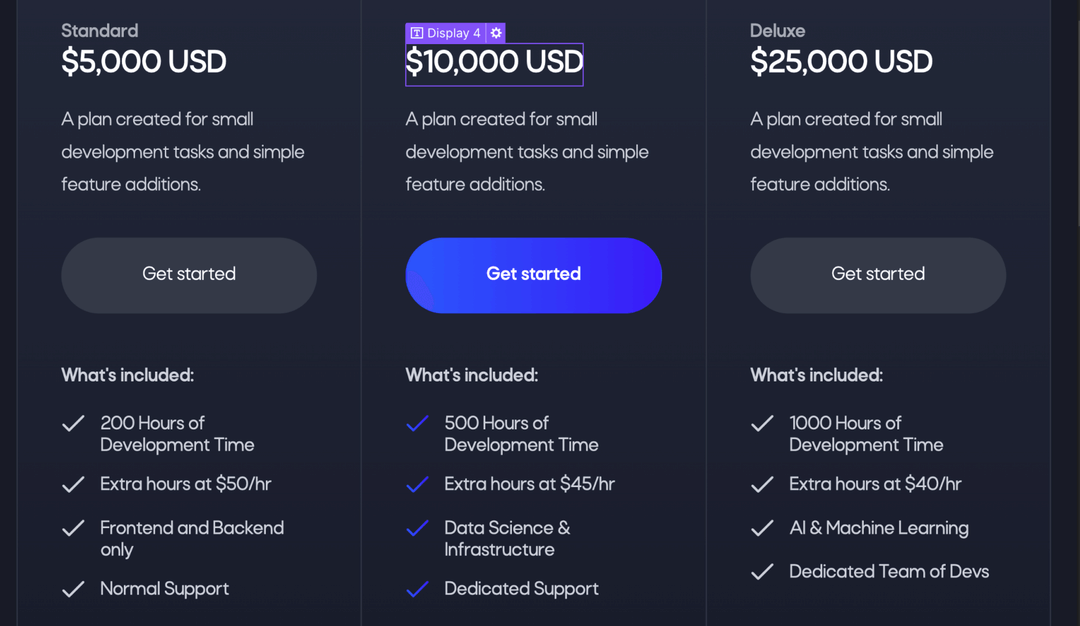 Standard
$5,000 USD
A plan created for small
development tasks and simple
feature additions.
Get started
What's included:
200 Hours of
Development Time
Extra hours at $50/hr
Frontend and Backend
only
Normal Support
Display 4
$10,000 USD
A plan created for small
development tasks and simple
feature additions.
Get started
What's included:
500 Hours of
Development Time
Extra hours at $45/hr
Data Science &
Infrastructure
Dedicated Support
Deluxe
$25,000 USD
A plan created for small
development tasks and simple
feature additions.
Get started
What's included:
1000 Hours of
Development Time
Extra hours at $40/hr
AI & Machine Learning
Dedicated Team of Devs